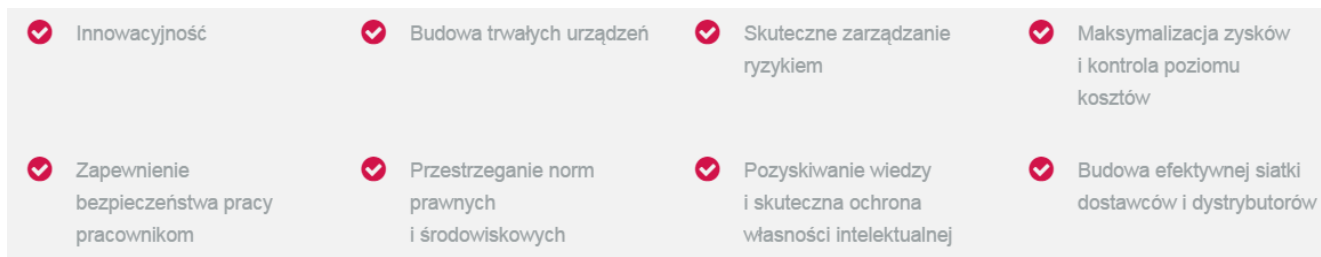 Innowacyjność
Budowa trwałych urządzeń
Skuteczne zarządzanie
ryzykiem
Maksymalizacja zysków
i kontrola poziomu
kosztów
Zapewnienie
bezpieczeństwa pracy
pracownikom
Przestrzeganie norm
prawnych
i środowiskowych
Pozyskiwanie wiedzy
i skuteczna ochrona
własności intelektualnej
Budowa efektywnej siatki
dostawców i dystrybutorów